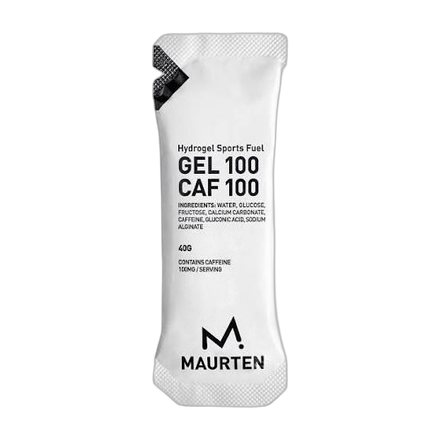 Hydrogel Sports Fuel
GEL 100
CAF 100
INGREDIENTS: WATER, GLUCOSE,
FRUCTOSE, CALCIUM CARBONATE,
CAFFEINE, GLUCONIC ACID, SODIUM
ALGINATE
40G
CONTAINS CAFFEINE
100MG / SERVING
M.
MAURTEN